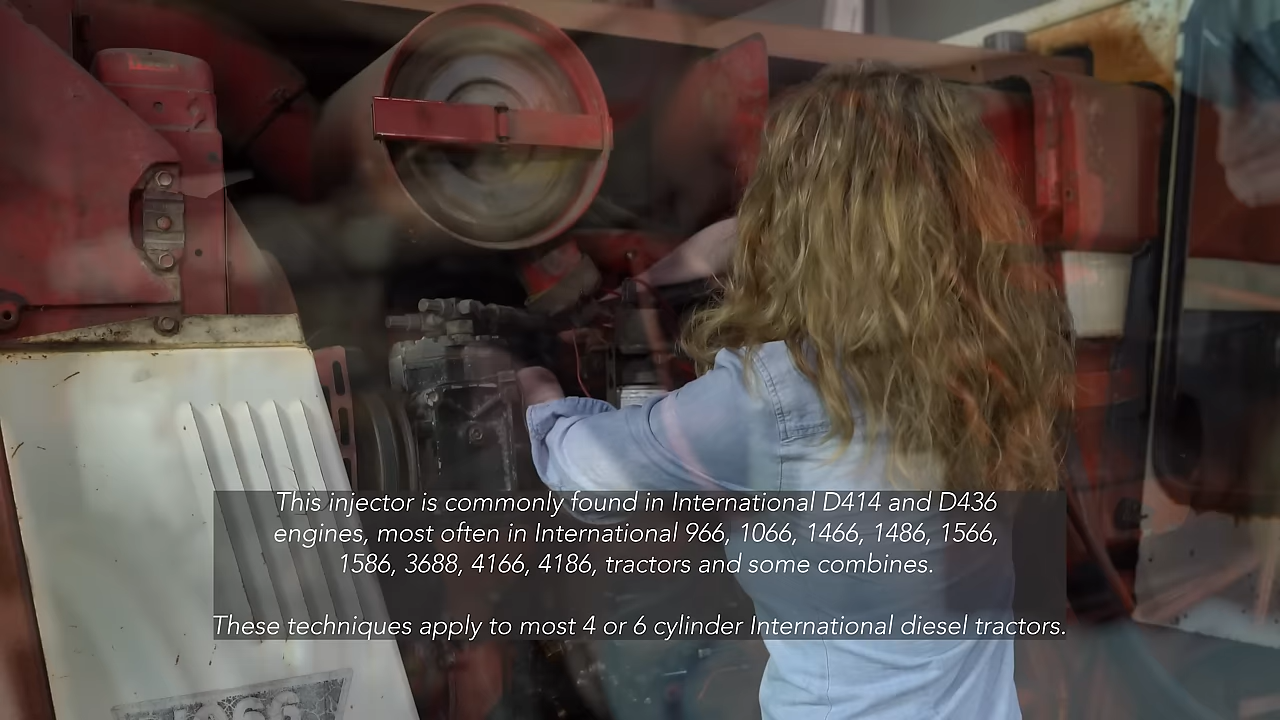 This injector is commonly found in International D414 and D436
engines, most often in International 966, 1066, 1466, 1486, 1566,
1586, 3688, 4166, 4186, tractors and some combines.
These techniques apply to most 4 or 6 cylinder International diesel tractors.